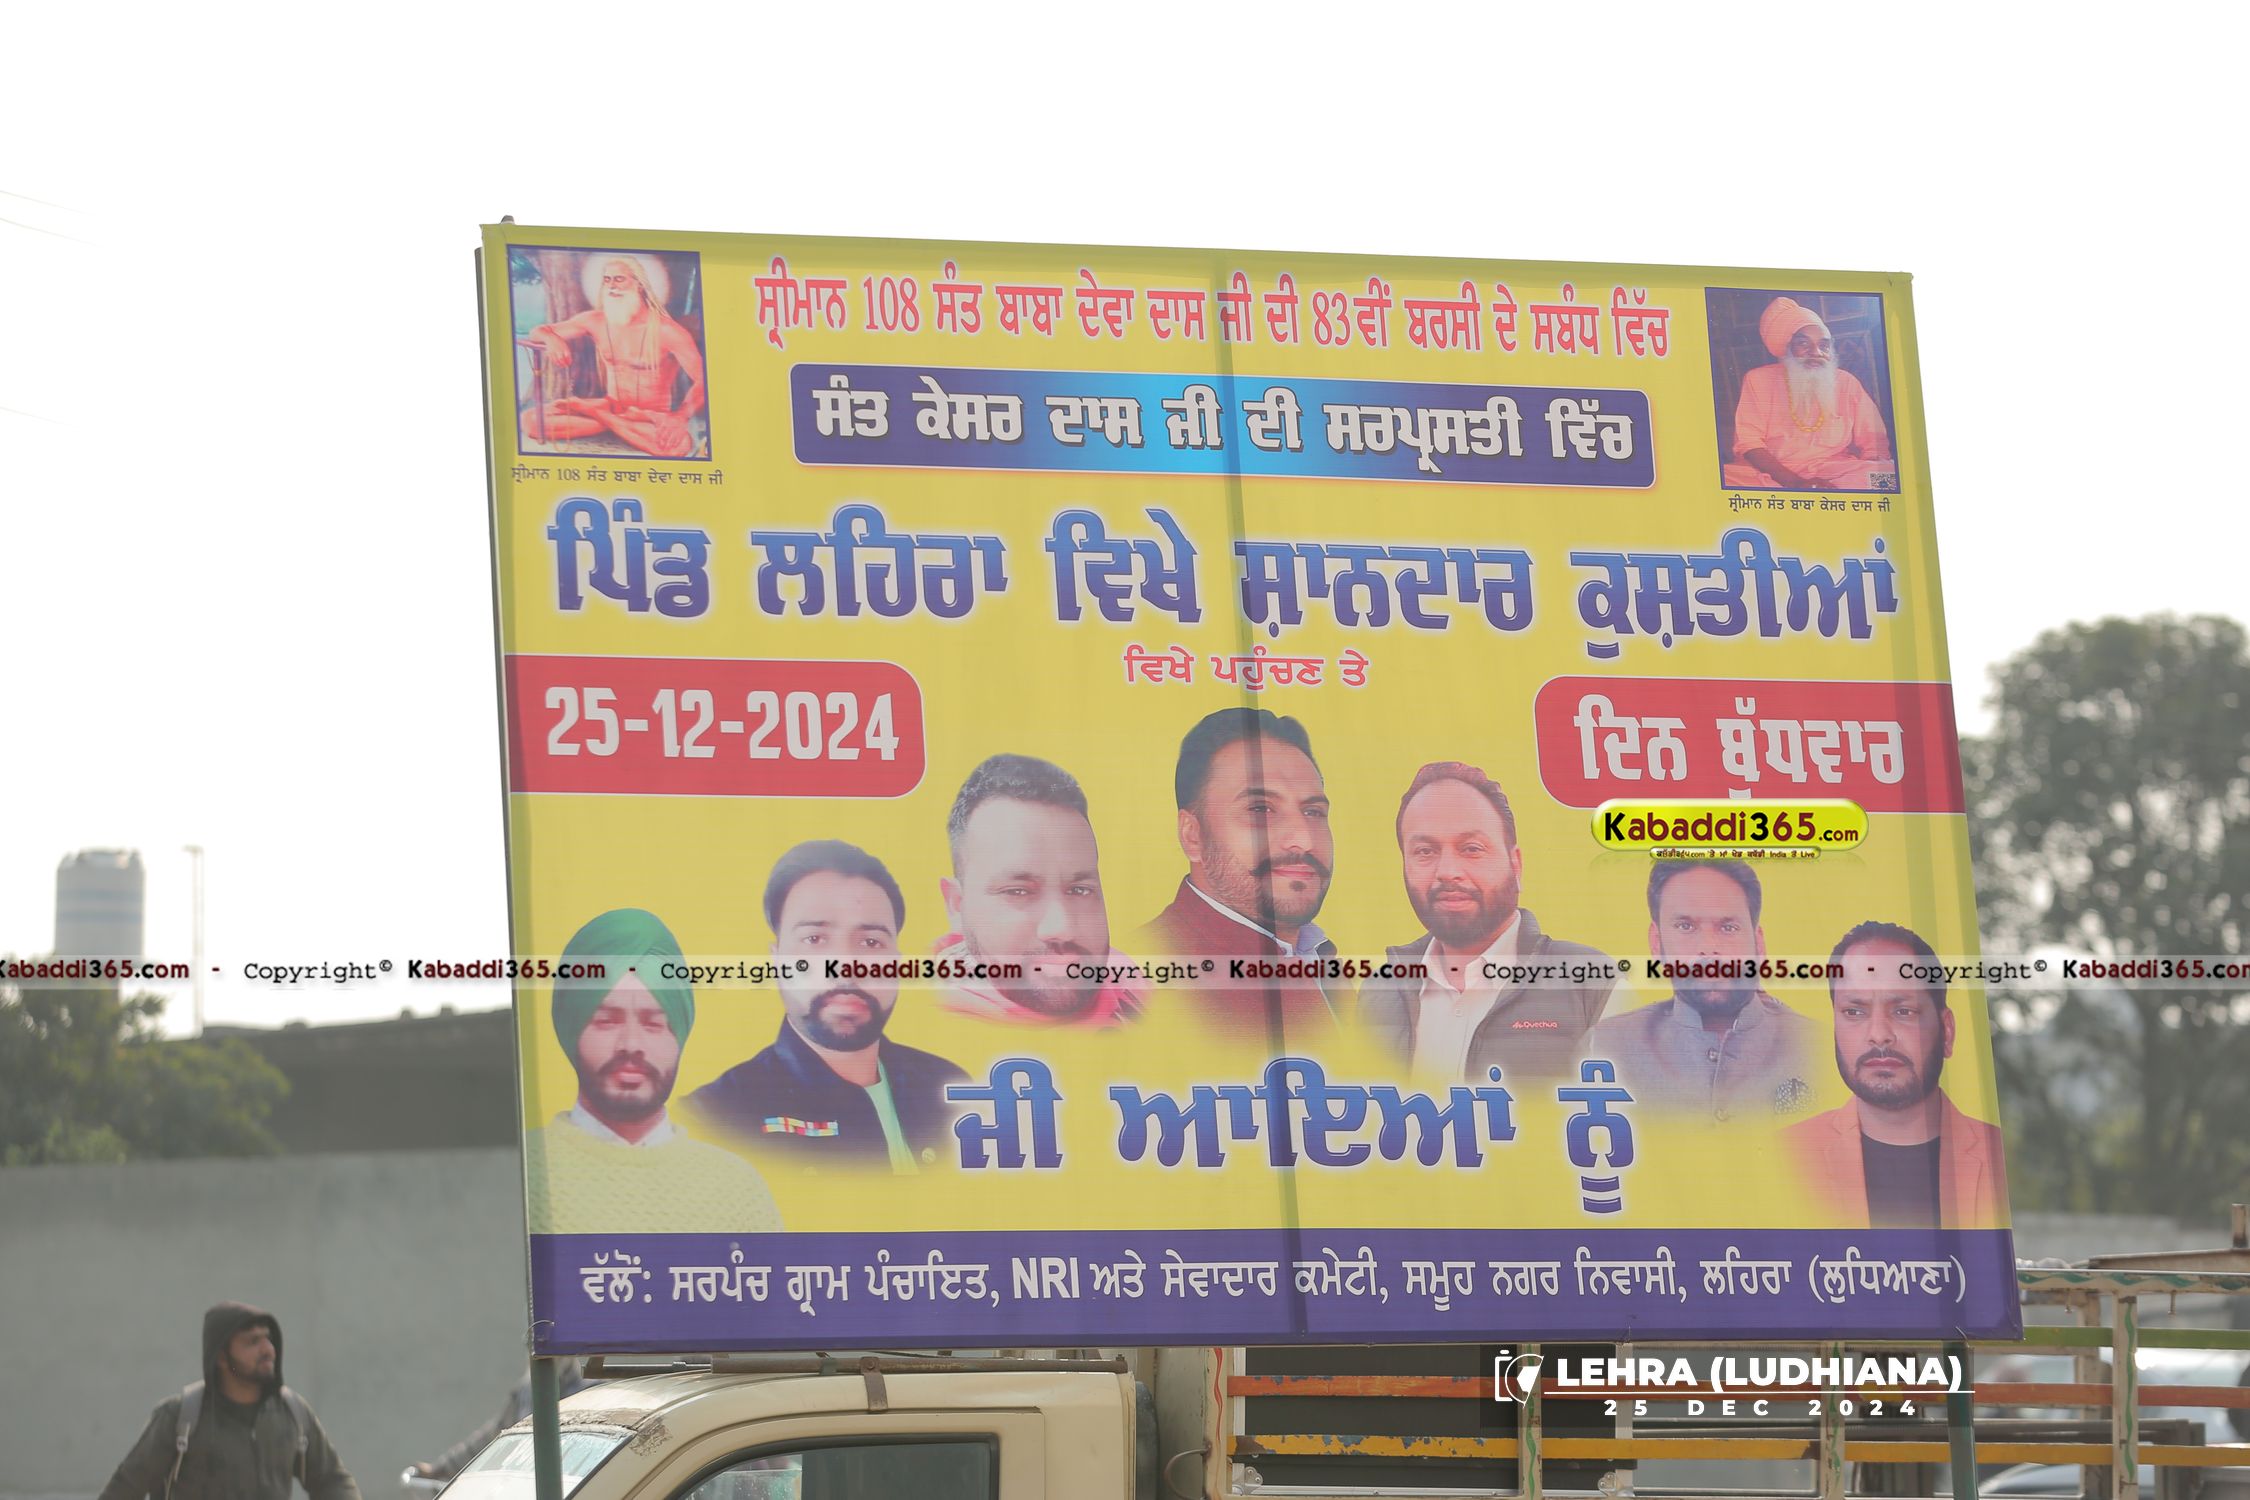 ਸ੍ਰੀਮਾਨ 108 ਸੰਤ ਬਾਬਾ ਦੇਵਾ ਦਾਸ ਜੀ ਦੀ 83ਵੀਂ ਬਰਸੀ ਦੇ ਸਬੰਧ ਵਿੱਚ
ਸੰਤ ਕੇਸਰ ਦਾਸ ਜੀ ਦੀ ਸਰਪ੍ਰਸਤੀ ਵਿੱਚ
ਸ੍ਰੀਮਾਨ 108 ਸੰਤ ਬਾਬਾ ਦੇਵਾ ਦਾਸ ਜੀ
ਸ੍ਰੀਮਾਨ ਸੰਤ ਬਾਬਾ ਕੇਸਰ ਦਾਸ ਜੀ
ਪਿੰਡ ਲਹਿਰਾ ਵਿਖੇ ਸ਼ਾਨਦਾਰ ਕੁਸ਼ਤੀਆਂ
ਵਿਖੇ ਪਹੁੰਚਣ ਤੇ
25-12-2024
ਦਿਨ ਬੁੱਧਵਾਰ
Kabaddi365.com
Kabaddi365.com - Copyright© Kabaddi365.com - Copyright© Kabaddi365.com - Copyright© Kabaddi365.com - Copyright© Kabaddi365.com - Copyright© Kabaddi365.com
Quechua
ਜੀ ਆਇਆਂ ਨੂੰ
ਵੱਲੋਂ: ਸਰਪੰਚ ਗ੍ਰਾਮ ਪੰਚਾਇਤ, NRI ਅਤੇ ਸੇਵਾਦਾਰ ਕਮੇਟੀ, ਸਮੂਹ ਨਗਰ ਨਿਵਾਸੀ, ਲਹਿਰਾ (ਲੁਧਿਆਣਾ)
LEHRA (LUDHIANA)
25 DEC 2024